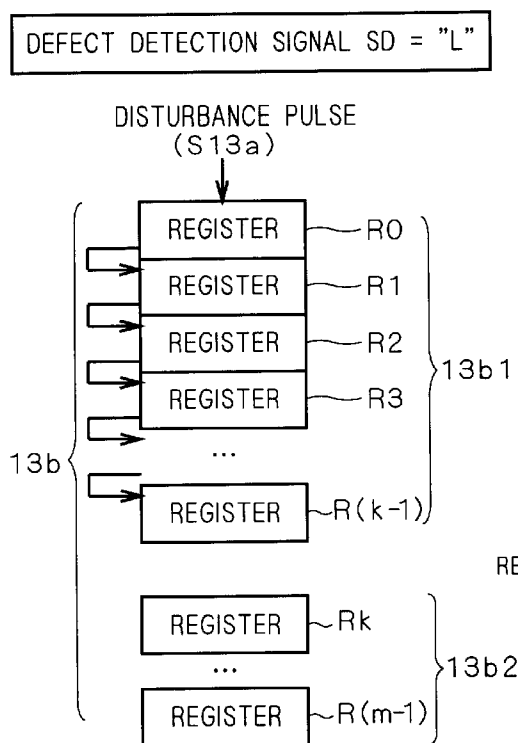 DEFECT DETECTION SIGNAL SD = "L"
DISTURBANCE PULSE
(S13a)
REGISTER R0
REGISTER R1
REGISTER R2
REGISTER R3
13b1
13b
...
REGISTER R(k-1)
RE
REGISTER Rk
13b2
...
REGISTER R(m-1)